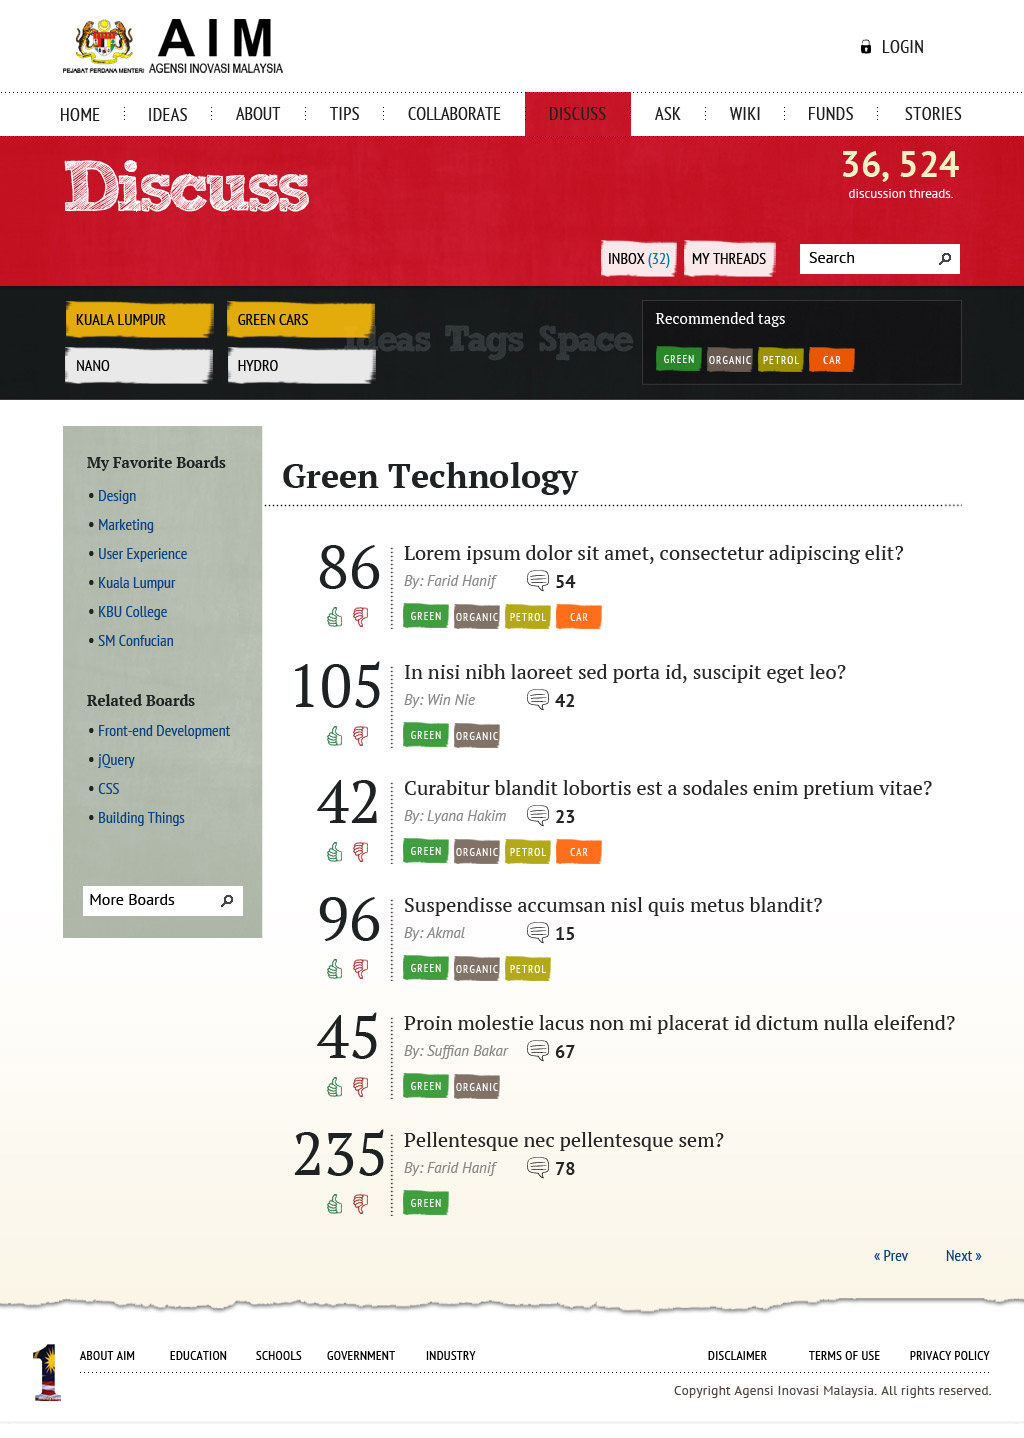 AIM
PEJABAT PERDANA MENTERI AGENSI INOVASI MALAYSIA
LOGIN
HOME IDEAS ABOUT TIPS COLLABORATE DISCUSS ASK WIKI FUNDS STORIES
Discuss
36, 524
discussion threads.
INBOX (32) MY THREADS Search
KUALA LUMPUR GREEN CARS
NANO HYDRO
Ideas Tags Space
Recommended tags
GREEN ORGANIC PETROL CAR
My Favorite Boards
• Design
• Marketing
• User Experience
• Kuala Lumpur
• KBU College
• SM Confucian
Related Boards
• Front-end Development
• jQuery
• CSS
• Building Things
More Boards
Green Technology
86 Lorem ipsum dolor sit amet, consectetur adipiscing elit?
By: Farid Hanif 54
GREEN ORGANIC PETROL CAR
105 In nisi nibh laoreet sed porta id, suscipit eget leo?
By: Win Nie 42
GREEN ORGANIC
42 Curabitur blandit lobortis est a sodales enim pretium vitae?
By: Lyana Hakim 23
GREEN ORGANIC PETROL CAR
96 Suspendisse accumsan nisl quis metus blandit?
By: Akmal 15
GREEN ORGANIC PETROL
45 Proin molestie lacus non mi placerat id dictum nulla eleifend?
By: Suffian Bakar 67
GREEN ORGANIC
235 Pellentesque nec pellentesque sem?
By: Farid Hanif 78
GREEN
« Prev Next »
1 ABOUT AIM EDUCATION SCHOOLS GOVERNMENT INDUSTRY DISCLAIMER TERMS OF USE PRIVACY POLICY
Copyright Agensi Inovasi Malaysia. All rights reserved.